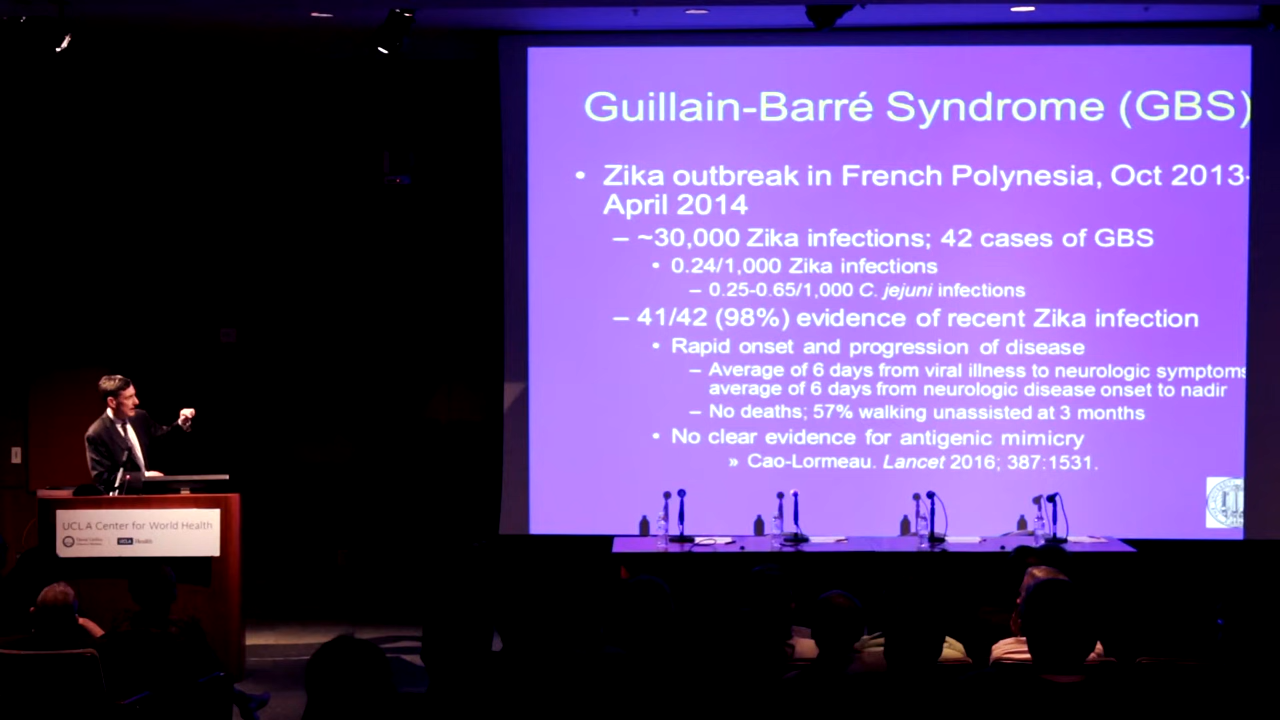 Guillain-Barré Syndrome (GBS)
• Zika outbreak in French Polynesia, Oct 2013-
April 2014
– ~30,000 Zika infections; 42 cases of GBS
• 0.24/1,000 Zika infections
– 0.25-0.65/1,000 C. jejuni infections
– 41/42 (98%) evidence of recent Zika infection
• Rapid onset and progression of disease
– Average of 6 days from viral illness to neurologic symptoms
average of 6 days from neurologic disease onset to nadir
– No deaths; 57% walking unassisted at 3 months
• No clear evidence for antigenic mimicry
» Cao-Lormeau. Lancet 2016; 387:1531.
UCLA Center for World Health
UCLA Health